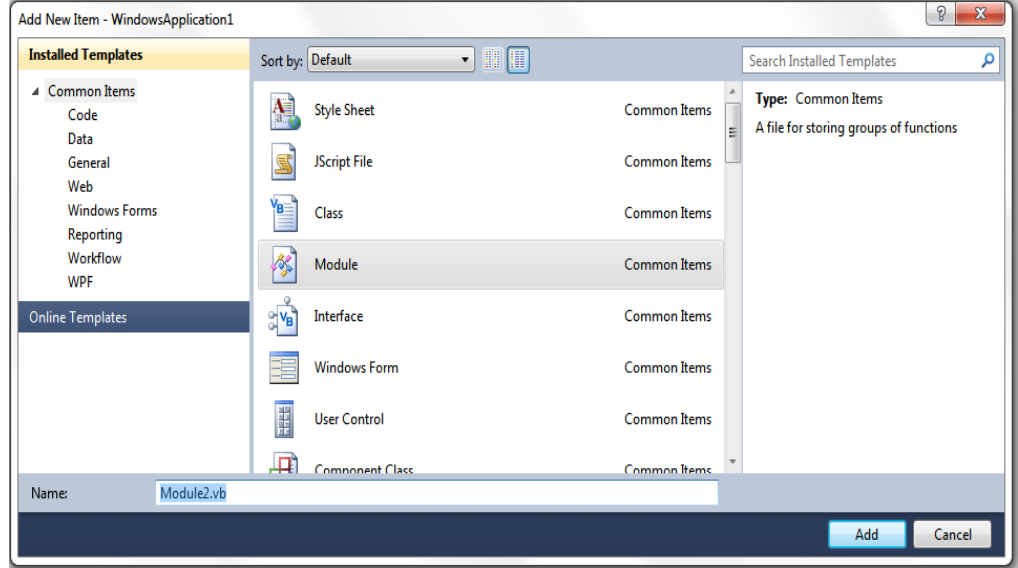 Add New Item - WindowsApplication1
Installed Templates
Common Items
Code
Data
General
Web
Windows Forms
Reporting
Workflow
WPF
Online Templates
Sort by: Default
Style Sheet Common Items
JScript File Common Items
Class Common Items
Module Common Items
Interface Common Items
Windows Form Common Items
User Control Common Items
Component Class Common Items
Search Installed Templates
Type: Common Items
A file for storing groups of functions
Name: Module2.vb
Add Cancel